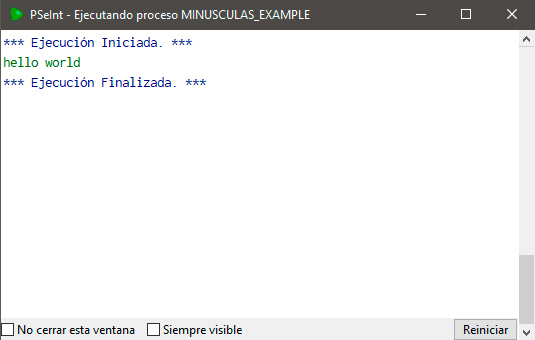 PSeInt - Ejecutando proceso MINUSCULAS_EXAMPLE
*** Ejecución Iniciada. ***
hello world
*** Ejecución Finalizada. ***
No cerrar esta ventana Siempre visible Reiniciar